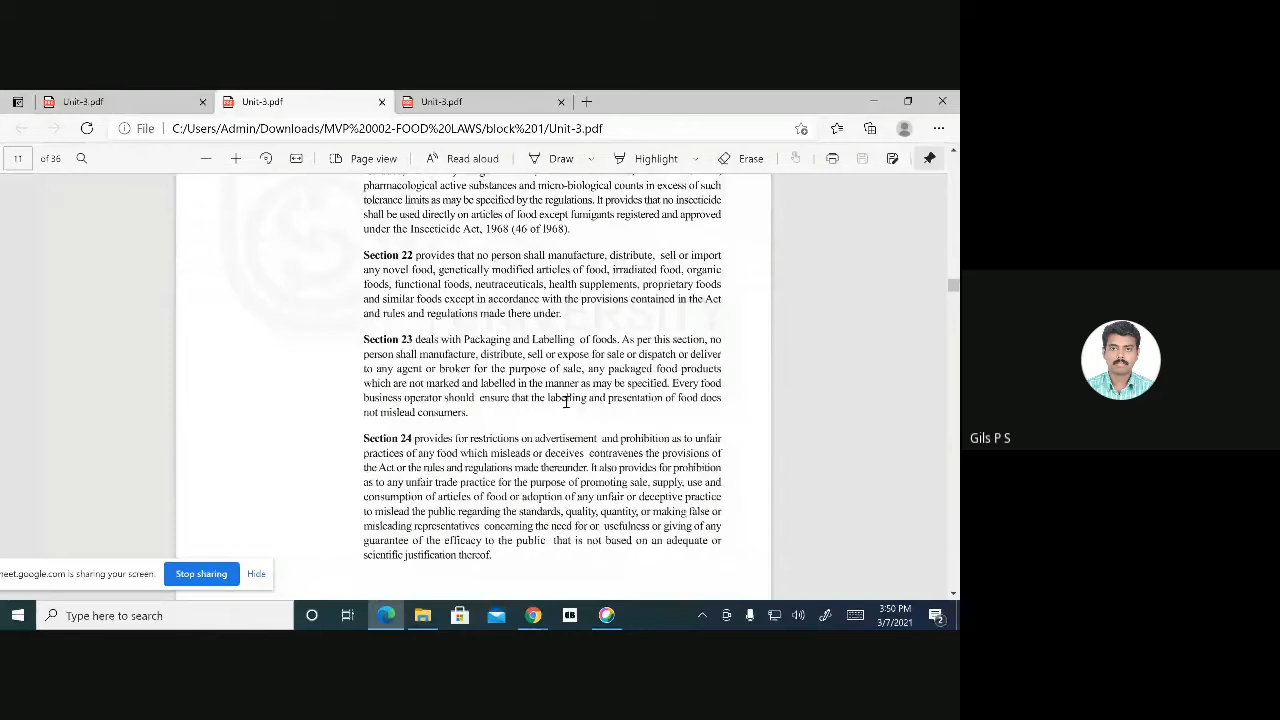 Unit-3.pdf
Unit-3.pdf
Unit-3.pdf
File C:/Users/Admin/Downloads/MVP%20002-FOOD%20LAWS/block%201/Unit-3.pdf
11 of 36 Page view Read aloud Draw Highlight Erase
pharmacological active substances and micro-biological counts in excess of such
tolerance limits as may be specified by the regulations. It provides that no insecticide
shall be used directly on articles of food except fumigants registered and approved
under the Insecticide Act, 1968 (46 of l968).
Section 22 provides that no person shall manufacture, distribute, sell or import
any novel food, genetically modified articles of food, irradiated food, organic
foods, functional foods, neutraceuticals, health supplements, proprietary foods
and similar foods except in accordance with the provisions contained in the Act
and rules and regulations made there under.
Section 23 deals with Packaging and Labelling of foods. As per this section, no
person shall manufacture, distribute, sell or expose for sale or dispatch or deliver
to any agent or broker for the purpose of sale, any packaged food products
which are not marked and labelled in the manner as may be specified. Every food
business operator should ensure that the labelling and presentation of food does
not mislead consumers.
Section 24 provides for restrictions on advertisement and prohibition as to unfair
practices of any food which misleads or deceives contravenes the provisions of
the Act or the rules and regulations made thereunder. It also provides for prohibition
as to any unfair trade practice for the purpose of promoting sale, supply, use and
consumption of articles of food or adoption of any unfair or deceptive practice
to mislead the public regarding the standards, quality, quantity, or making false or
misleading representatives concerning the need for or usefulness or giving of any
guarantee of the efficacy to the public that is not based on an adequate or
scientific justification thereof.
UNIVERSITY
meet.google.com is sharing your screen. Stop sharing Hide
Type here to search
3:50 PM
3/7/2021
2
Gils P S